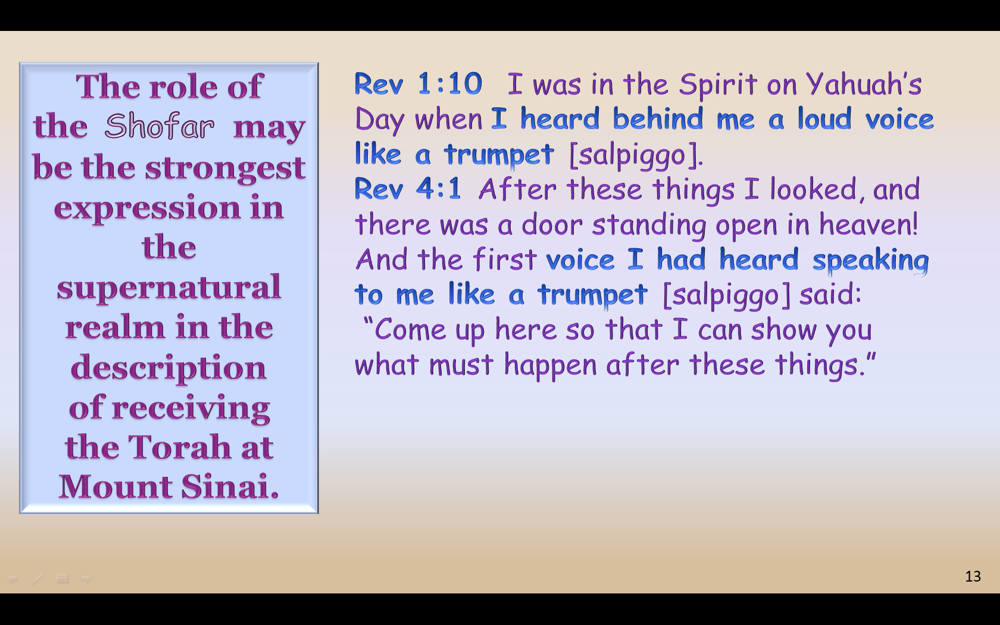 The role of
the Shofar may
be the strongest
expression in
the
supernatural
realm in the
description
of receiving
the Torah at
Mount Sinai.
Rev 1:10 I was in the Spirit on Yahuah’s
Day when I heard behind me a loud voice
like a trumpet [salpiggo].
Rev 4:1 After these things I looked, and
there was a door standing open in heaven!
And the first voice I had heard speaking
to me like a trumpet [salpiggo] said:
“Come up here so that I can show you
what must happen after these things.”
13